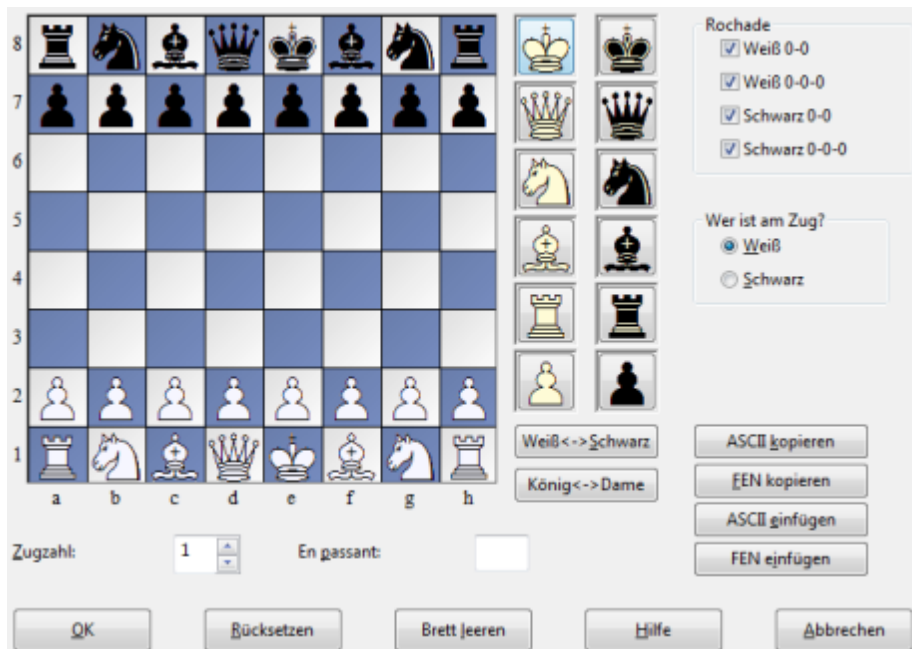 8
7
6
5
4
3
2
1
a b c d e f g h
Rochade
Weiß 0-0
Weiß 0-0-0
Schwarz 0-0
Schwarz 0-0-0
Wer ist am Zug?
Weiß
Schwarz
Weiß<->Schwarz
König<->Dame
ASCII kopieren
FEN kopieren
ASCII einfügen
FEN einfügen
Zugzahl: 1 En passant:
OK Rücksetzen Brett leeren Hilfe Abbrechen